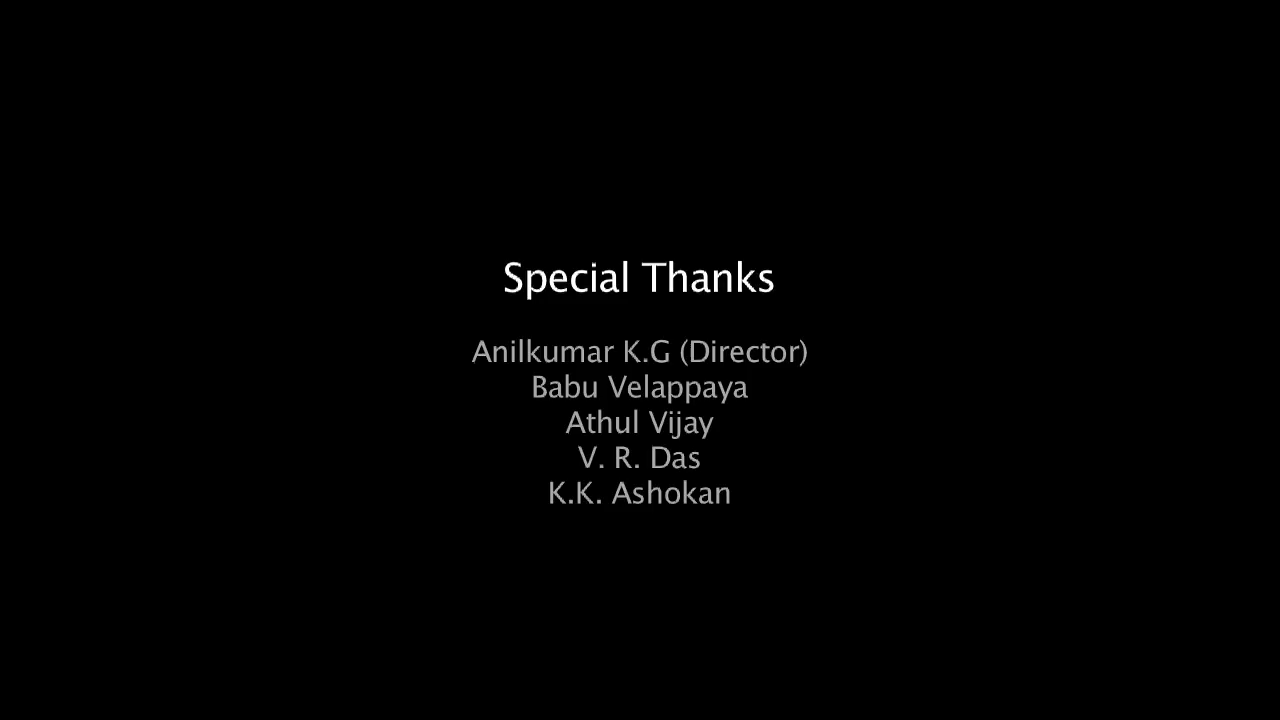 Special Thanks
Anilkumar K.G (Director)
Babu Velappaya
Athul Vijay
V. R. Das
K.K. Ashokan